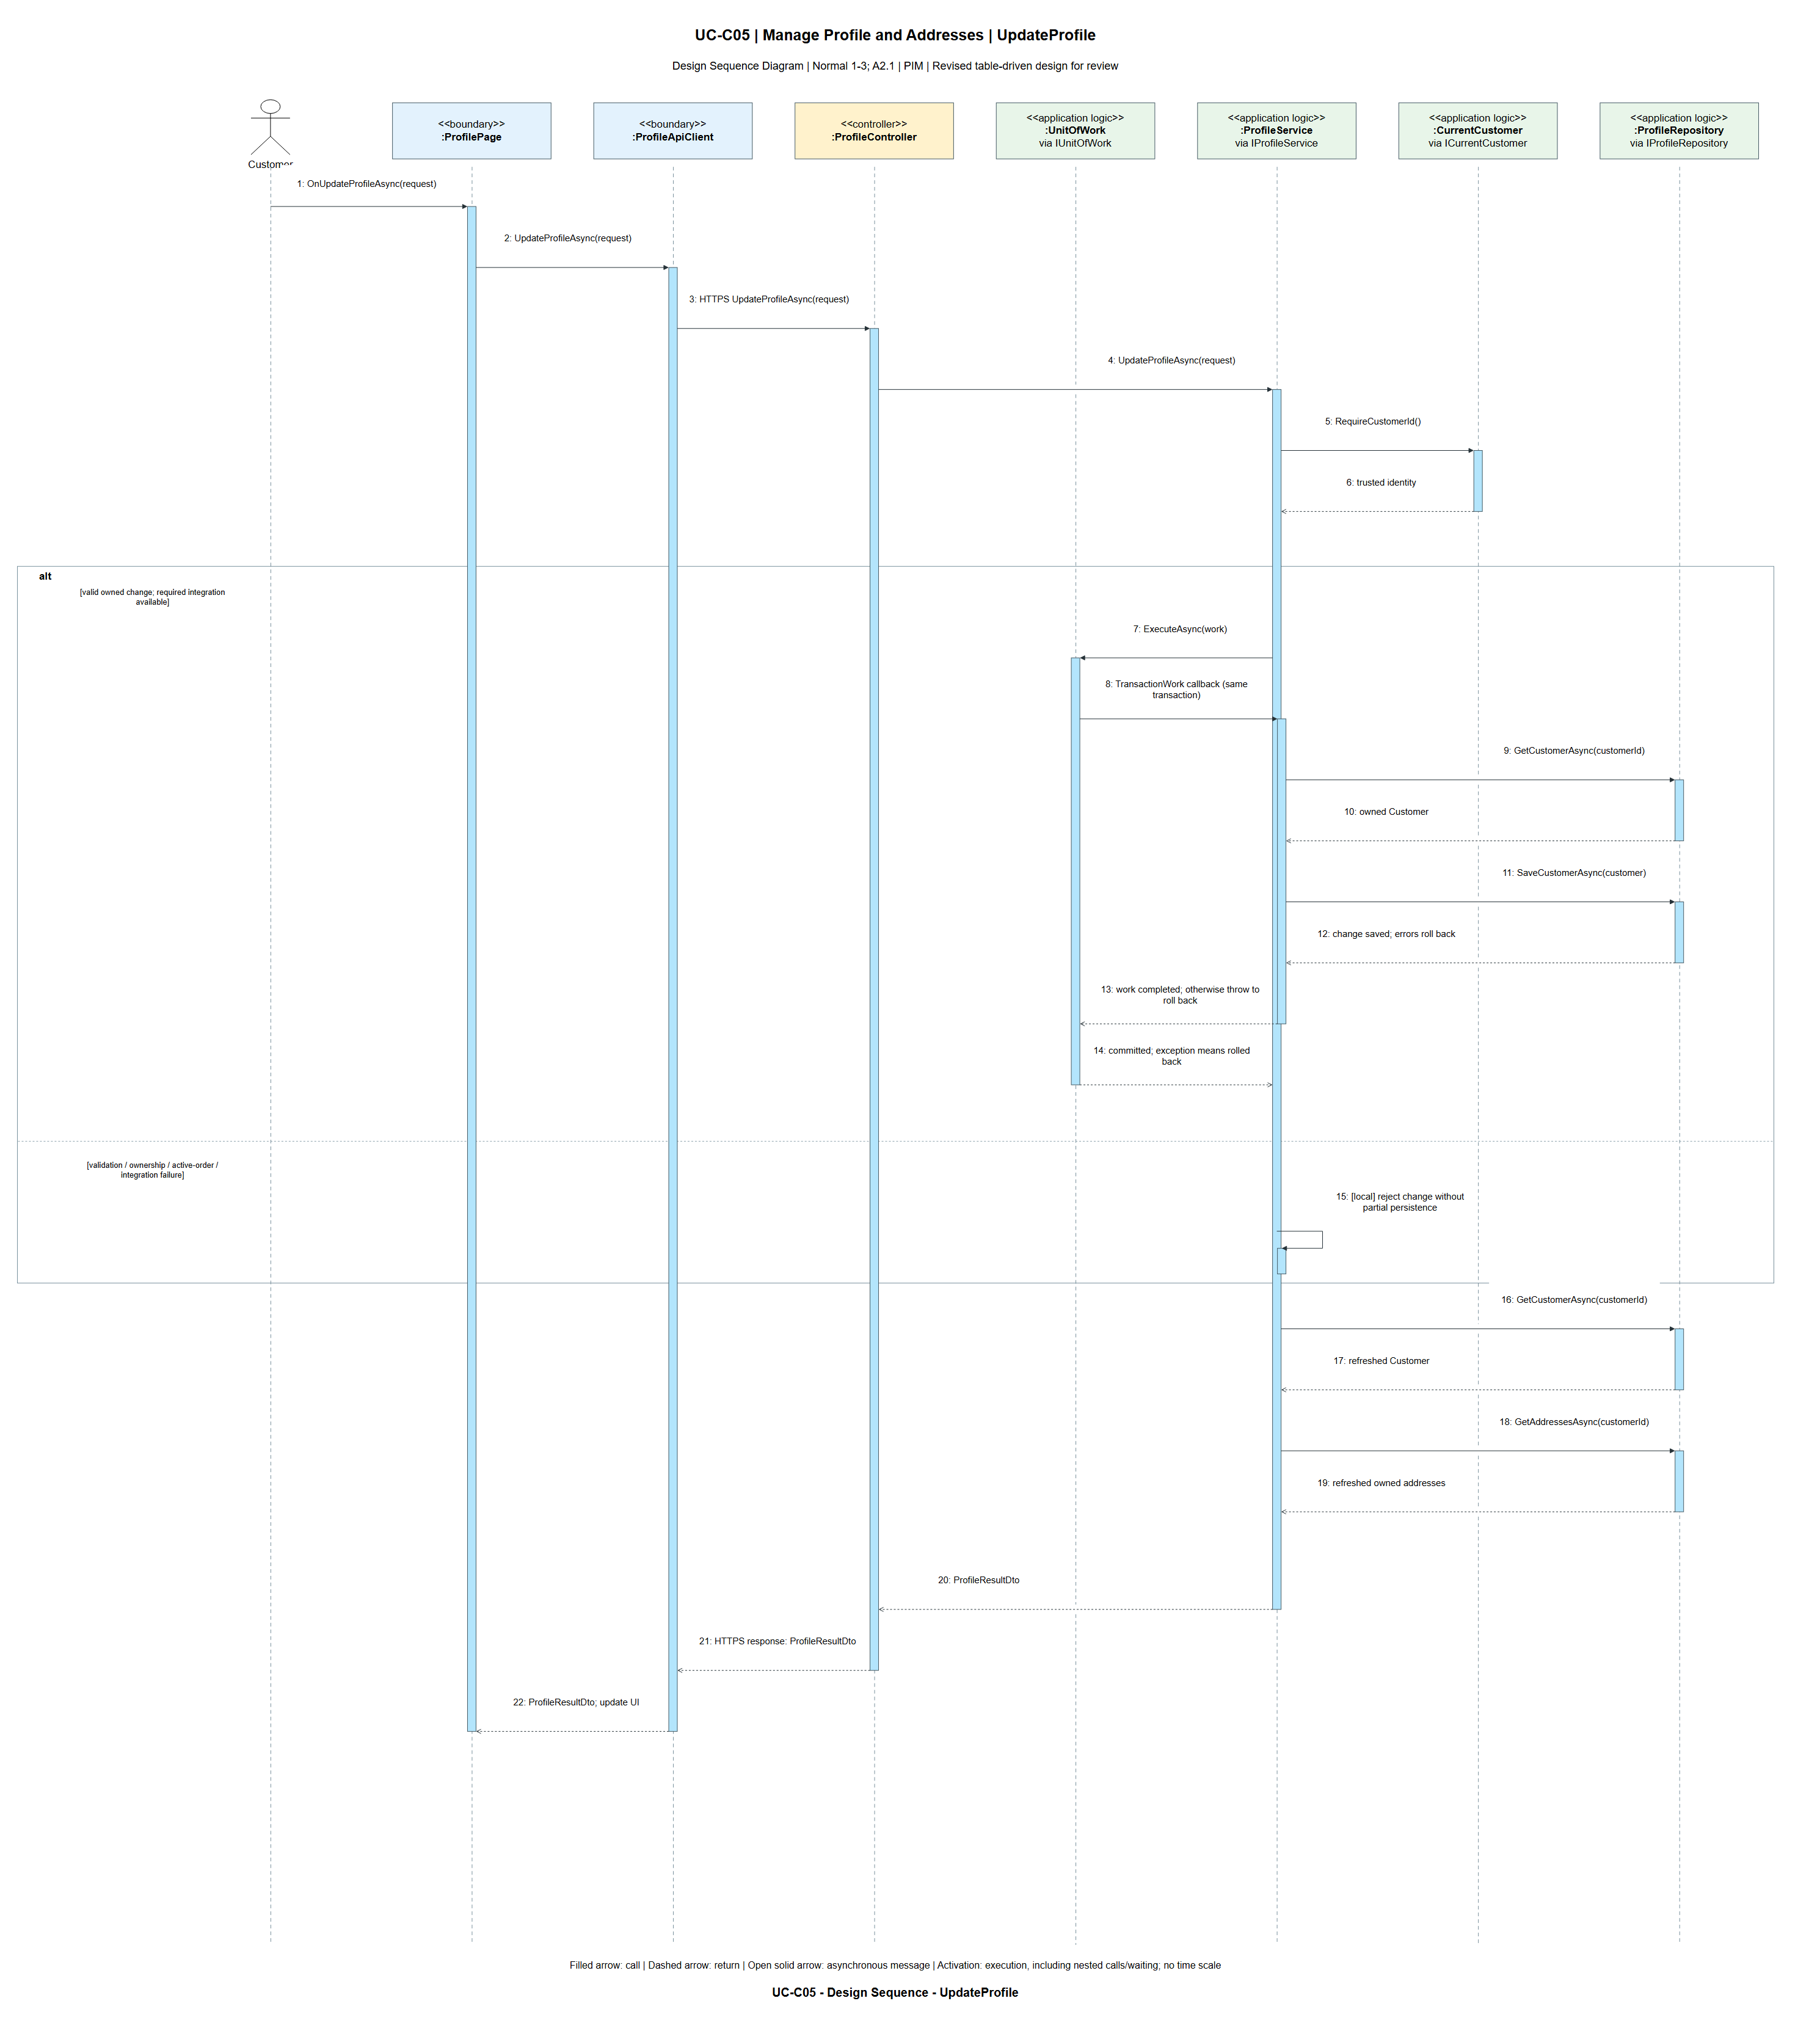 UC-C05 | Manage Profile and Addresses | UpdateProfile
Design Sequence Diagram | Normal 1-3; A2.1 | PIM | Revised table-driven design for review
Customer
<<boundary>>
:ProfilePage
<<boundary>>
:ProfileApiClient
<<controller>>
:ProfileController
<<application logic>>
:UnitOfWork
via IUnitOfWork
<<application logic>>
:ProfileService
via IProfileService
<<application logic>>
:CurrentCustomer
via ICurrentCustomer
<<application logic>>
:ProfileRepository
via IProfileRepository
1: OnUpdateProfileAsync(request)
2: UpdateProfileAsync(request)
3: HTTPS UpdateProfileAsync(request)
4: UpdateProfileAsync(request)
5: RequireCustomerId()
6: trusted identity
alt
[valid owned change; required integration
available]
7: ExecuteAsync(work)
8: TransactionWork callback (same
transaction)
9: GetCustomerAsync(customerId)
10: owned Customer
11: SaveCustomerAsync(customer)
12: change saved; errors roll back
13: work completed; otherwise throw to
roll back
14: committed; exception means rolled
back
[validation / ownership / active-order /
integration failure]
15: [local] reject change without
partial persistence
16: GetCustomerAsync(customerId)
17: refreshed Customer
18: GetAddressesAsync(customerId)
19: refreshed owned addresses
20: ProfileResultDto
21: HTTPS response: ProfileResultDto
22: ProfileResultDto; update UI
Filled arrow: call | Dashed arrow: return | Open solid arrow: asynchronous message | Activation: execution, including nested calls/waiting; no time scale
UC-C05 - Design Sequence - UpdateProfile